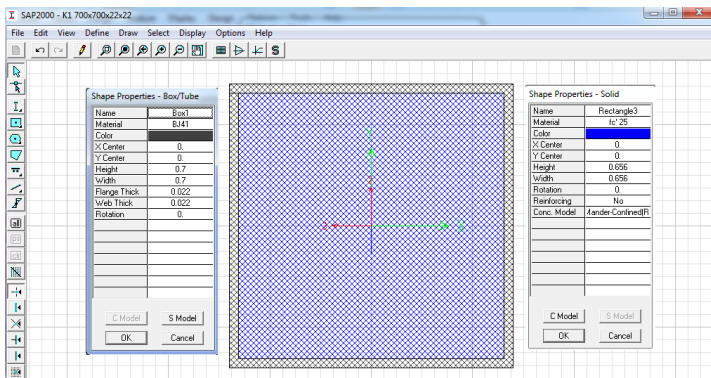 SAP2000 - K1 700x700x22x22
File Edit View Define Draw Select Display Options Help
Shape Properties - Box/Tube
Name Box1
Material BJ41
Color
X Center 0.
Y Center 0.
Height 0.7
Width 0.7
Flange Thick 0.022
Web Thick 0.022
Rotation 0.
C Model S Model
OK Cancel
2
3
Shape Properties - Solid
Name Rectangle3
Material fc' 25
Color
X Center 0.
Y Center 0.
Height 0.656
Width 0.656
Rotation 0.
Reinforcing No
Conc. Model Mander-Confined(R
C Model S Model
OK Cancel
all